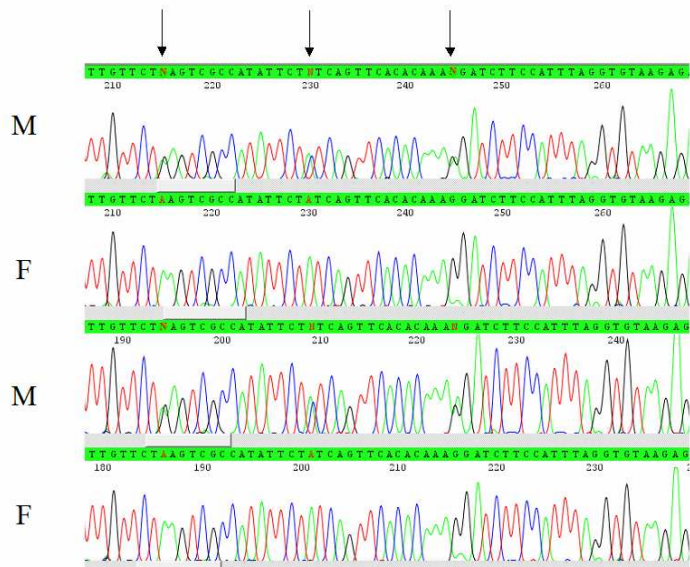 TTGTTCTNAGTCGCCATATTCTNTCAGTTCACACAAANGATCTTCCATTTAGGTGTAAGAG
210 220 230 240 250 260
M
TTGTTCTAAGTCGCCATATTCTATCAGTTCACACAAAGGATCTTCCATTTAGGTGTAAGAG
210 220 230 240 250 260
F
TTGTTCTNAGTCGCCATATTCTNTCAGTTCACACAAANGATCTTCCATTTAGGTGTAAGAG
190 200 210 220 230 240
M
TTGTTCTAAGTCGCCATATTCTATCAGTTCACACAAAGGATCTTCCATTTAGGTGTAAGAG
180 190 200 210 220 230
F